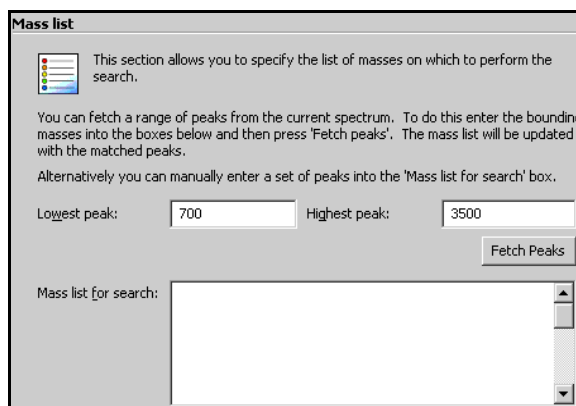 Mass list
This section allows you to specify the list of masses on which to perform the
search.
You can fetch a range of peaks from the current spectrum. To do this enter the boundin
masses into the boxes below and then press 'Fetch peaks'. The mass list will be updated
with the matched peaks.
Alternatively you can manually enter a set of peaks into the 'Mass list for search' box.
Lowest peak: 700 Highest peak: 3500
Fetch Peaks
Mass list for search: